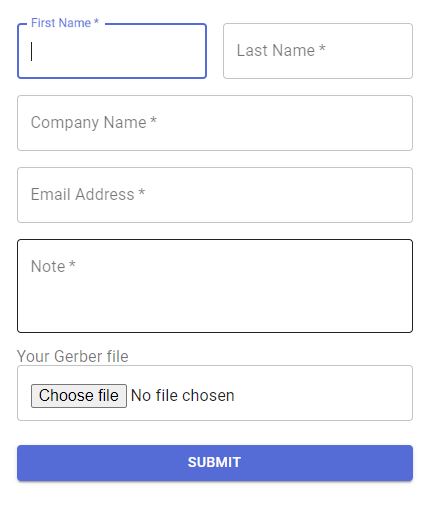 First Name *
Last Name *
Company Name *
Email Address *
Note *
Your Gerber file
Choose file No file chosen
SUBMIT